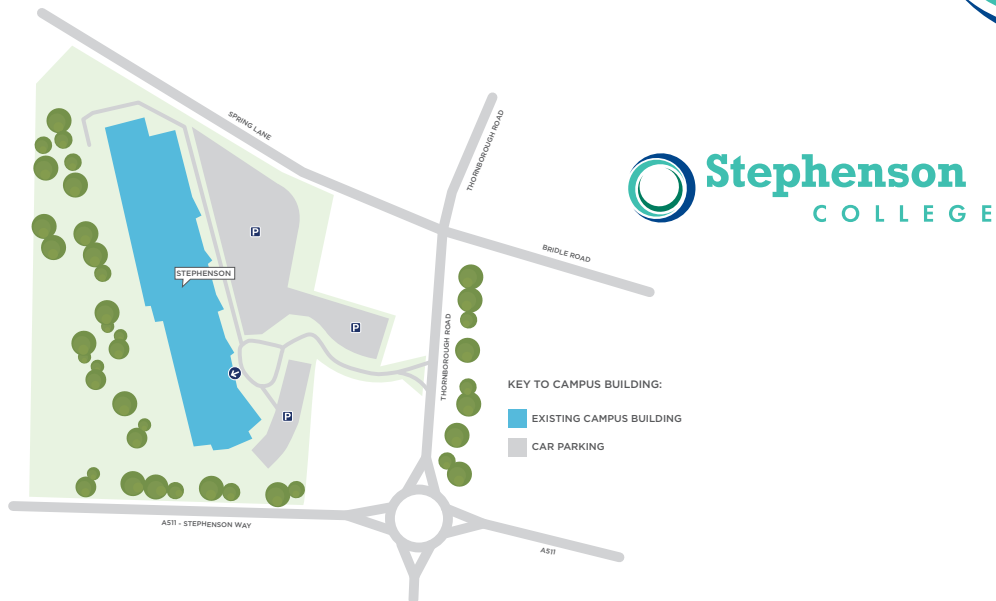 SPRING LANE
THORNBOROUGH ROAD
Stephenson
COLLEGE
P
BRIDLE ROAD
STEPHENSON
P
THORNBOROUGH ROAD
KEY TO CAMPUS BUILDING:
EXISTING CAMPUS BUILDING
P
CAR PARKING
A511 - STEPHENSON WAY
A511